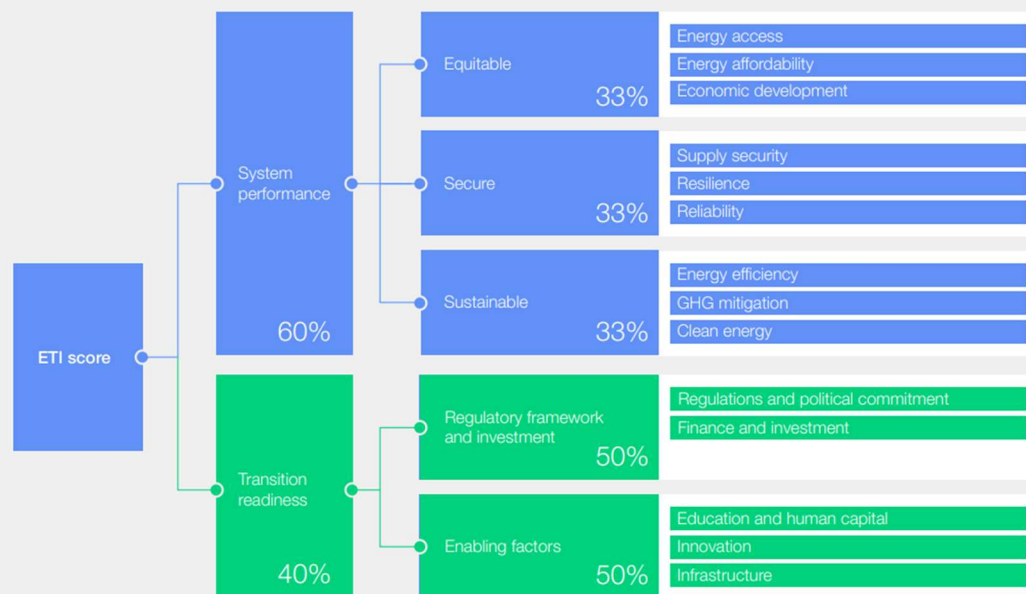 ETI score
System
performance
60%
Equitable
33%
Energy access
Energy affordability
Economic development
Secure
33%
Supply security
Resilience
Reliability
Sustainable
33%
Energy efficiency
GHG mitigation
Clean energy
Transition
readiness
40%
Regulatory framework
and investment
50%
Regulations and political commitment
Finance and investment
Enabling factors
50%
Education and human capital
Innovation
Infrastructure